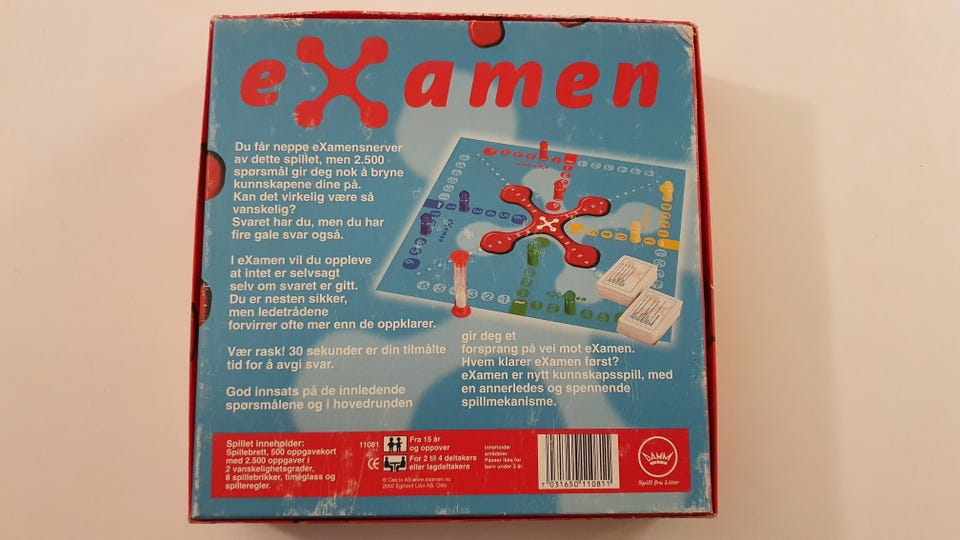 eXamen
Du får neppe eXamensnerver
av dette spillet, men 2.500
spørsmål gir deg nok å bryne
kunnskapene dine på.
Kan det virkelig være så
vanskelig?
Svaret har du, men du har
fire gale svar også.
I eXamen vil du oppleve
at intet er selvsagt
selv om svaret er gitt.
Du er nesten sikker,
men ledetrådene
forvirrer ofte mer enn de oppklarer.
Vær rask! 30 sekunder er din tilmålte
tid for å avgi svar.
God innsats på de innledende
spørsmålene og i hovedrunden
gir deg et
forsprang på vei mot eXamen.
Hvem klarer eXamen først?
eXamen er nytt kunnskapsspill, med
en annerledes og spennende
spillmekanisme.
Spillet inneholder:
Spillebrett, 500 oppgavekort
med 2.500 oppgaver i
2 vanskelighetsgrader,
8 spillebrikker, timeglass og
spilleregler.
11081
CE
Fra 15 år
og oppover
For 2 til 4 deltakere
eller lagdeltakere
Inneholder
smådeler.
Passer ikke for
barn under 3 år.
7 031650 110811
DAMM
Spill fra Litor